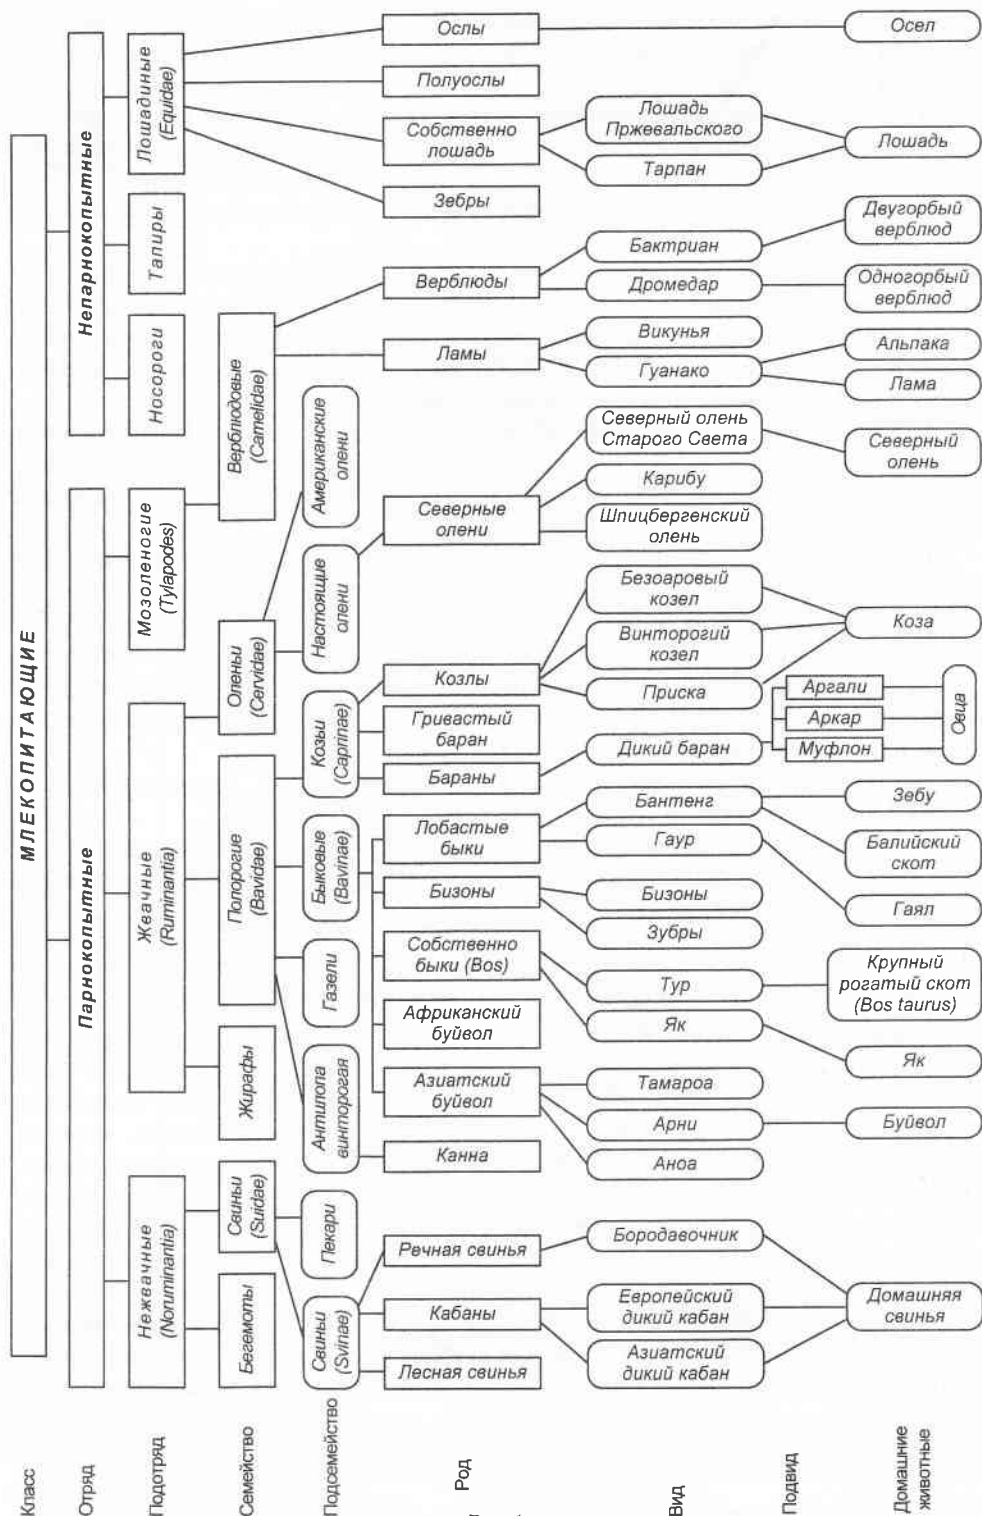 МЛЕКОПИТАЮЩИЕ
Парнокопытные
Непарнокопытные
Нежвачные
(Noruminantia)
Жвачные
(Ruminantia)
Мозоленогие
(Tylapodes)
Носороги
Тапиры
Лошадиные
(Equidae)
Бегемоты
Свиньи
(Suidae)
Жирафы
Полорогие
(Bavidae)
Оленьи
(Cervidae)
Верблюдовые
(Camelidae)
Свиньи
(Svinae)
Пекари
Антилопа
винторогая
Газели
Быковые
(Bavinae)
Козьи
(Caprinae)
Настоящие
олени
Американские
олени
Ослы
Полуослы
Собственно
лошадь
Зебры
Верблюды
Ламы
Северные
олени
Козлы
Гривастый
баран
Бараны
Лобастые
быки
Бизоны
Собственно
быки (Bos)
Африканский
буйвол
Азиатский
буйвол
Канна
Речная свинья
Кабаны
Лесная свинья
Лошадь
Пржевальского
Тарпан
Бактриан
Дромедар
Викунья
Гуанако
Северный олень
Старого Света
Карибу
Шпицбергенский
олень
Безоаровый
козел
Винторогий
козел
Приска
Дикий баран
Бантенг
Гаур
Бизоны
Зубры
Тур
Як
Тамароа
Арни
Аноа
Бородавочник
Европейский
дикий кабан
Азиатский
дикий кабан
Аргали
Аркар
Муфлон
Осел
Лошадь
Двугорбый
верблюд
Одногорбый
верблюд
Альпака
Лама
Северный
олень
Коза
Овца
Зебу
Балийский
скот
Гаял
Крупный
рогатый скот
(Bos taurus)
Як
Буйвол
Домашняя
свинья
Класс
Отряд
Подотряд
Семейство
Подсемейство
Род
Вид
Подвид
Домашние
животные